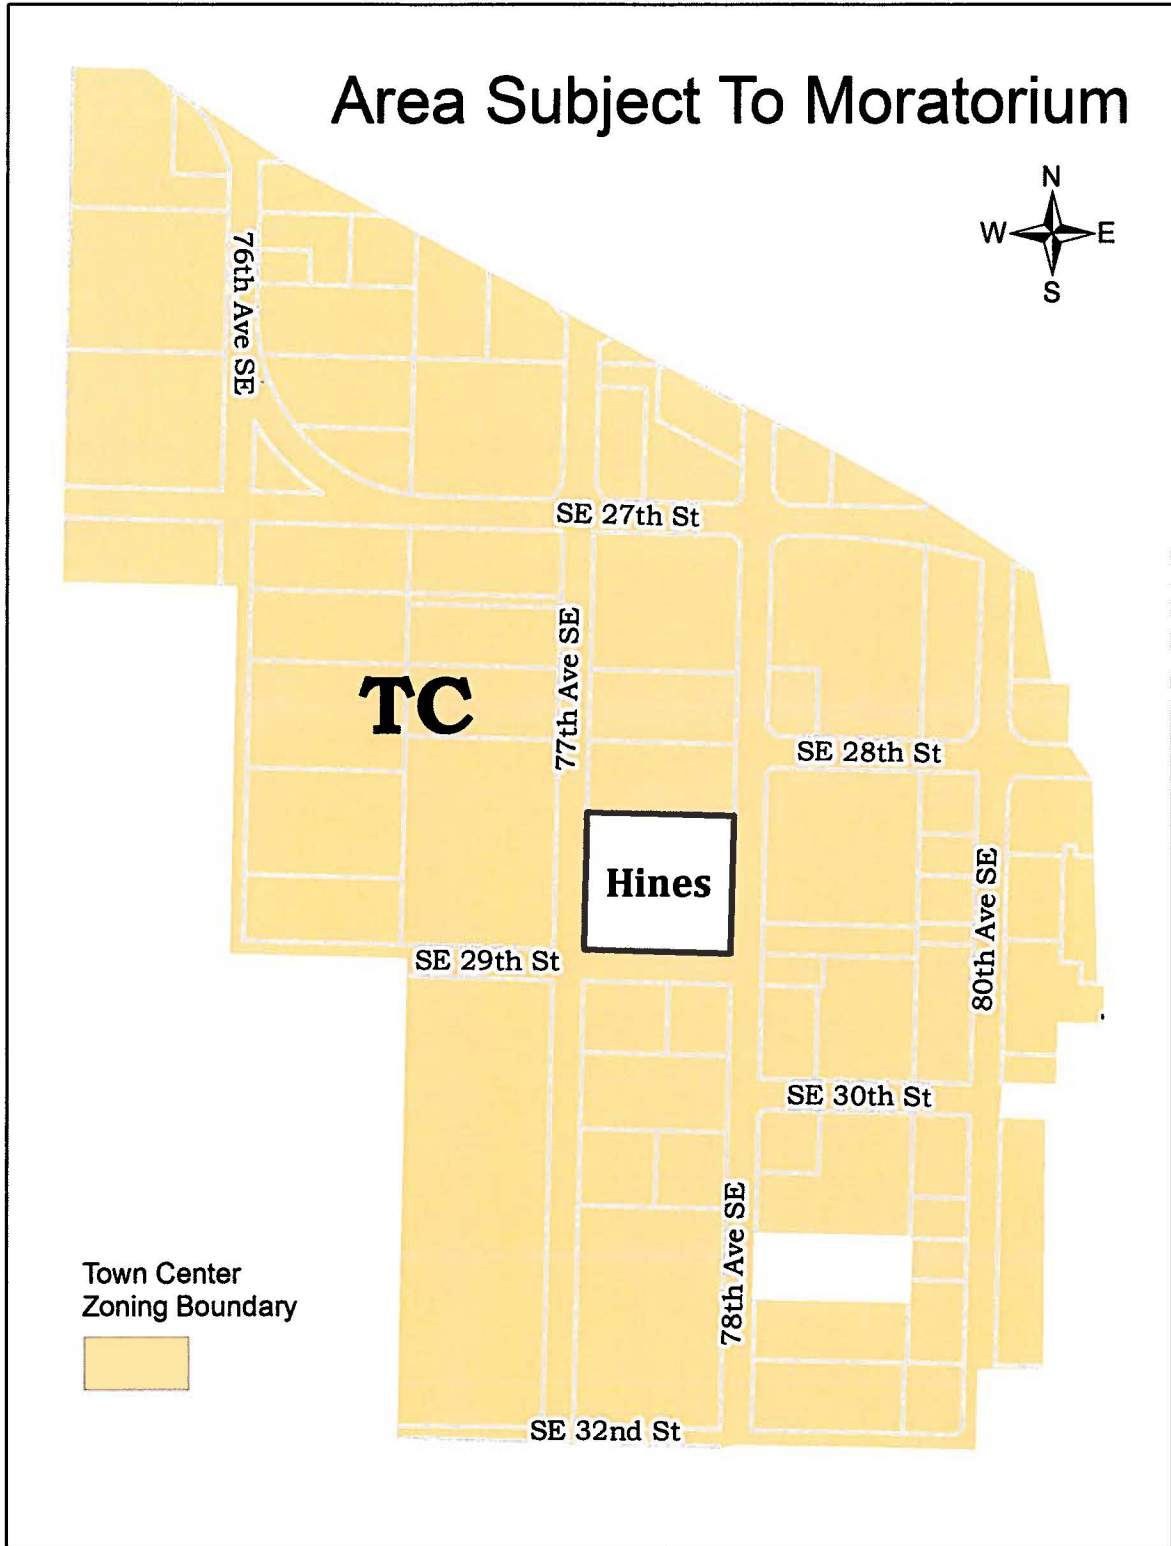 Area Subject To Moratorium
N
W E
S
76th Ave SE
SE 27th St
77th Ave SE
TC
SE 28th St
Hines
80th Ave SE
SE 29th St
SE 30th St
78th Ave SE
Town Center
Zoning Boundary
SE 32nd St